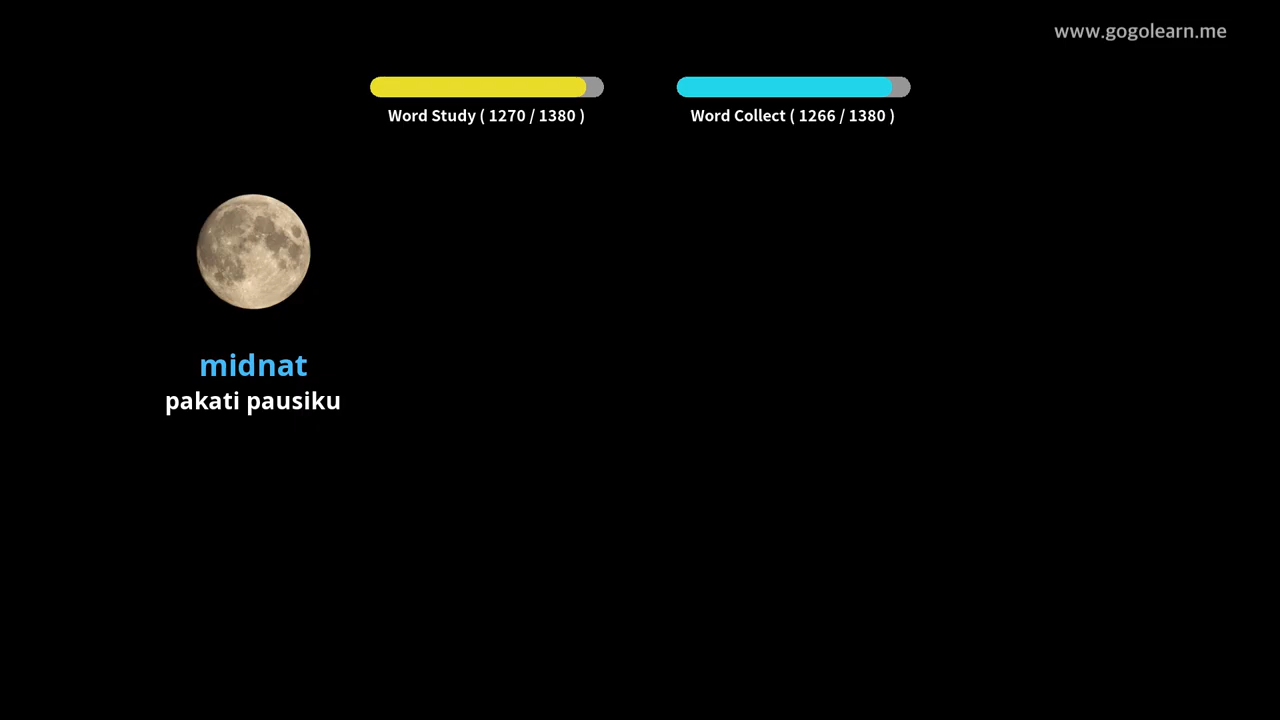 www.gogolearn.me
Word Study ( 1270 / 1380 )
Word Collect ( 1266 / 1380 )
midnat
pakati pausiku